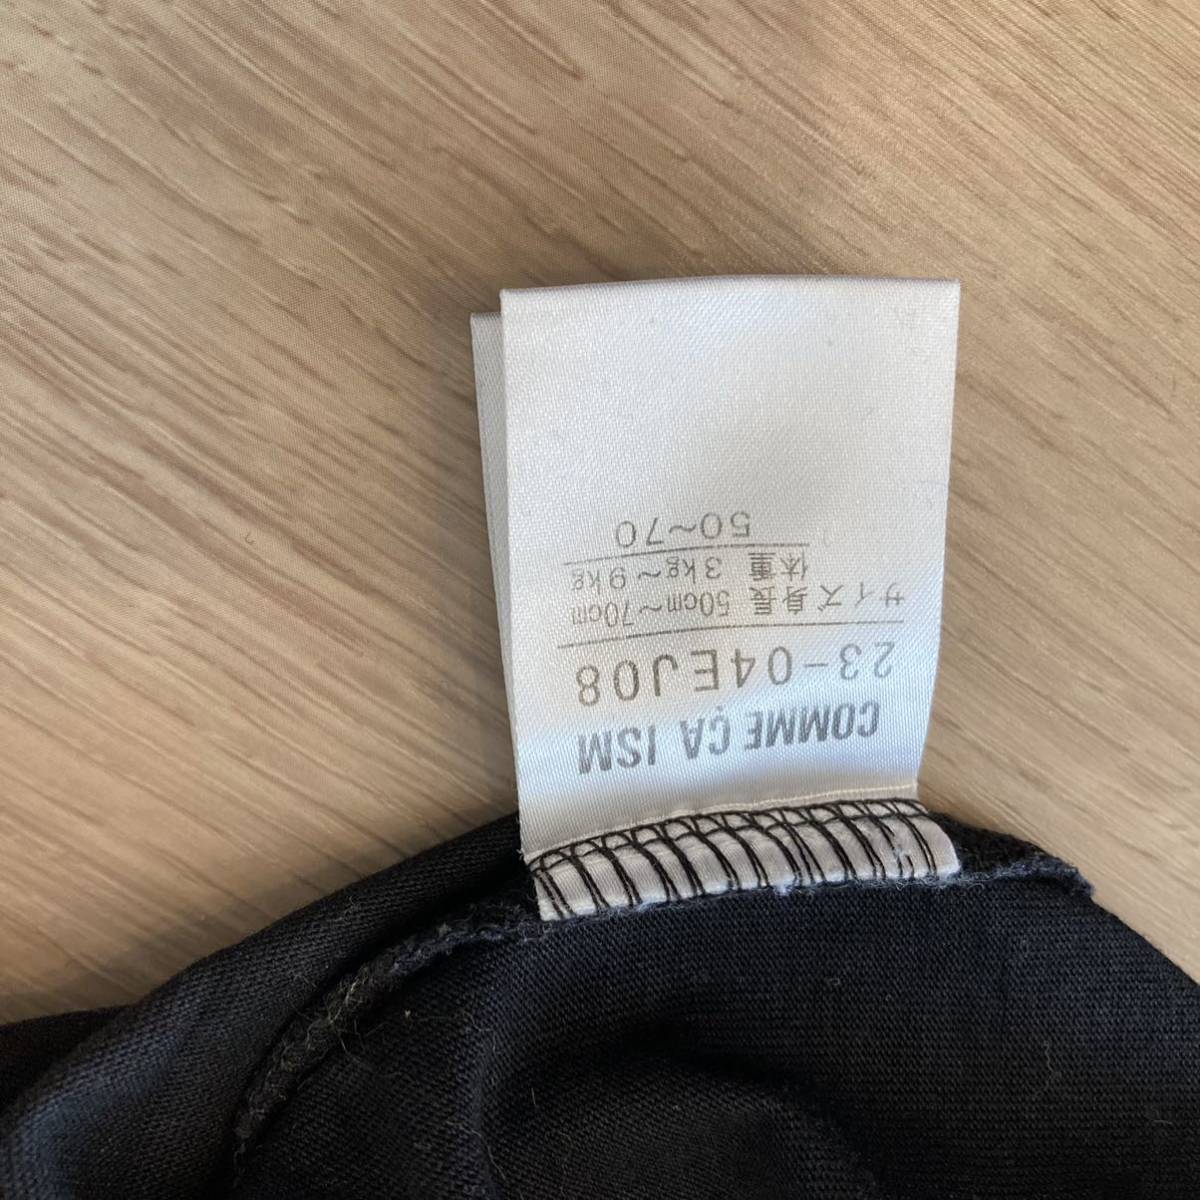 COMME ÇA ISM
23-04EJ08
サイズ 身長 50cm~70cm
体重 3kg~9kg
50~70